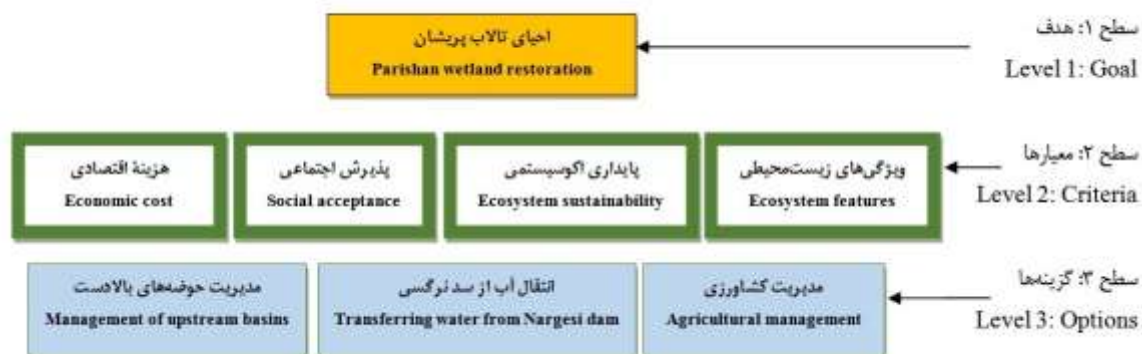 احیای تالاب پریشان
Parishan wetland restoration
سطح ۱: هدف
Level 1: Goal
ویژگی‌های زیست‌محیطی
Ecosystem features
پایداری اکوسیستمی
Ecosystem sustainability
پذیرش اجتماعی
Social acceptance
هزینۀ اقتصادی
Economic cost
سطح ۲: معیارها
Level 2: Criteria
مدیریت کشاورزی
Agricultural management
انتقال آب از سد نرگسی
Transferring water from Nargesi dam
مدیریت حوضه‌های بالادست
Management of upstream basins
سطح ۳: گزینه‌ها
Level 3: Options